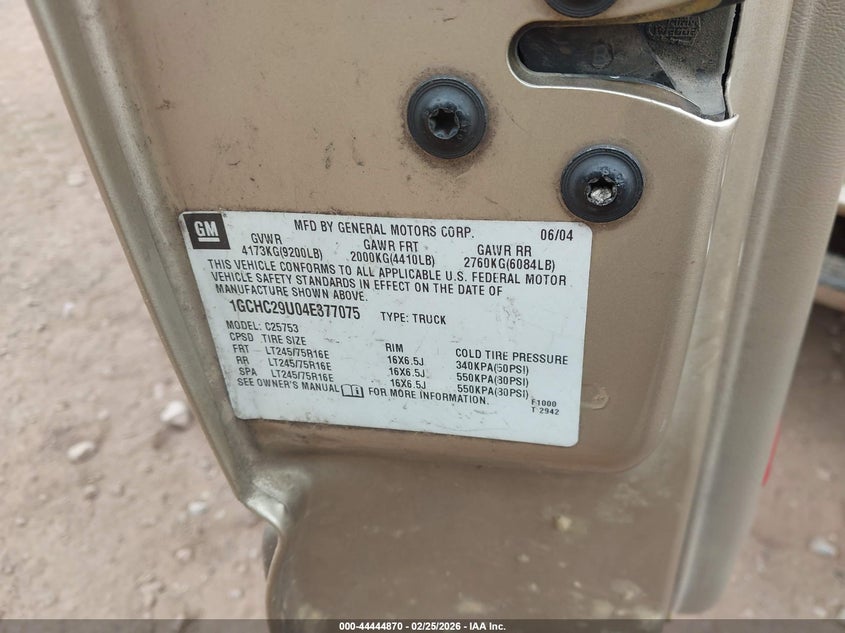 GM
MFD BY GENERAL MOTORS CORP. 06/04
GVWR GAWR FRT GAWR RR
4173KG(9200LB) 2000KG(4410LB) 2760KG(6084LB)
THIS VEHICLE CONFORMS TO ALL APPLICABLE U.S. FEDERAL MOTOR
VEHICLE SAFETY STANDARDS IN EFFECT ON THE DATE OF
MANUFACTURE SHOWN ABOVE.
1GCHC29U04E377075 TYPE: TRUCK
MODEL: C25753
CPSD TIRE SIZE RIM COLD TIRE PRESSURE
FRT LT245/75R16E 16X6.5J 340KPA(50PSI)
RR LT245/75R16E 16X6.5J 550KPA(80PSI)
SPA LT245/75R16E 16X6.5J 550KPA(80PSI)
SEE OWNER'S MANUAL FOR MORE INFORMATION.
F1000
T 2942
000-44444870 | 02/25/2026 - IAA Inc.